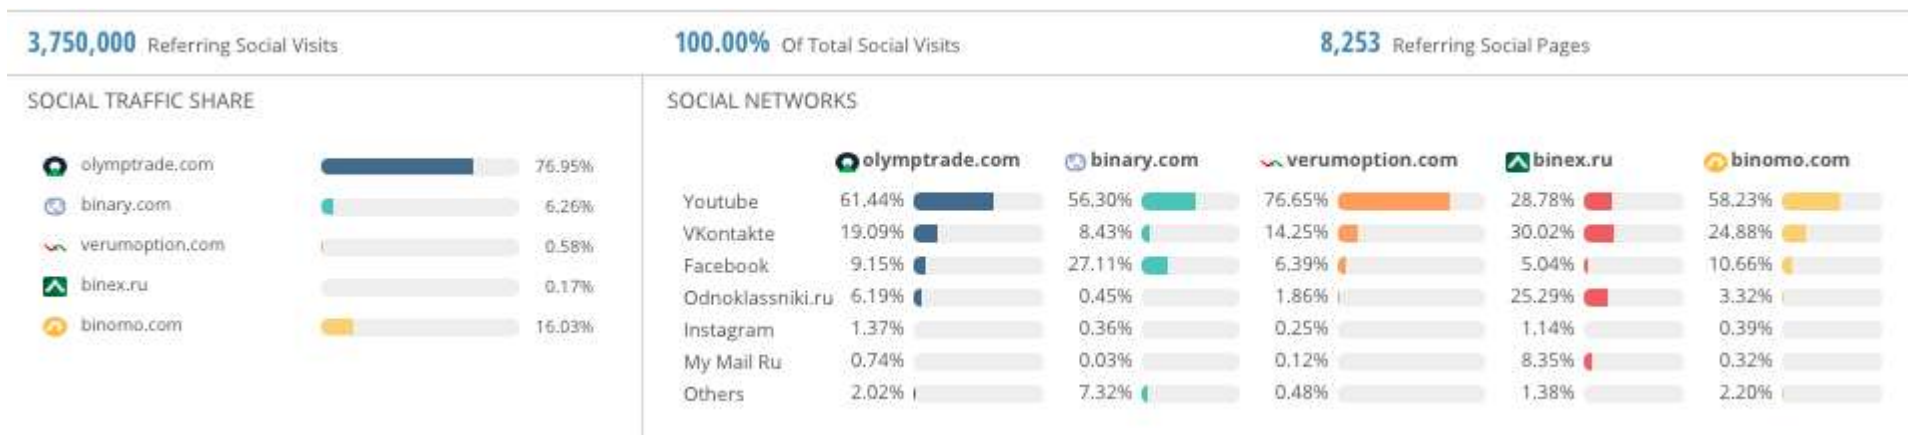 3,750,000 Referring Social Visits
100.00% Of Total Social Visits
8,253 Referring Social Pages
SOCIAL TRAFFIC SHARE
olymptrade.com 76.95%
binary.com 6.26%
verumoption.com 0.58%
binex.ru 0.17%
binomo.com 16.03%
SOCIAL NETWORKS
olymptrade.com binary.com verumoption.com binex.ru binomo.com
Youtube 61.44% 56.30% 76.65% 28.78% 58.23%
VKontakte 19.09% 8.43% 14.25% 30.02% 24.88%
Facebook 9.15% 27.11% 6.39% 5.04% 10.66%
Odnoklassniki.ru 6.19% 0.45% 1.86% 25.29% 3.32%
Instagram 1.37% 0.36% 0.25% 1.14% 0.39%
My Mail Ru 0.74% 0.03% 0.12% 8.35% 0.32%
Others 2.02% 7.32% 0.48% 1.38% 2.20%